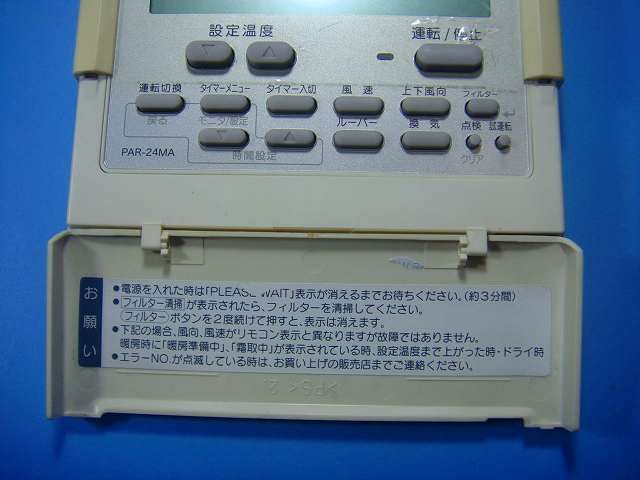 設定温度
運転/停止
運転切換
タイマーメニュー
タイマー入切
風速
上下風向
フィルター
戻る
モニタ/設定
ルーバー
換気
点検
試運転
時間設定
クリア
PAR-24MA
お願い
●電源を入れた時は「PLEASE WAIT」表示が消えるまでお待ちください。(約3分間)
●フィルター清掃が表示されたら、フィルターを清掃してください。
(フィルター)ボタンを2度続けて押すと、表示は消えます。
●下記の場合、風向、風速がリモコン表示と異なりますが故障ではありません。
暖房時に「暖房準備中」、「霜取中」が表示されている時、設定温度まで上がった時・ドライ時
●エラーNO.が点滅している時は、お買い上げの販売店までご連絡ください。
>PS< 2